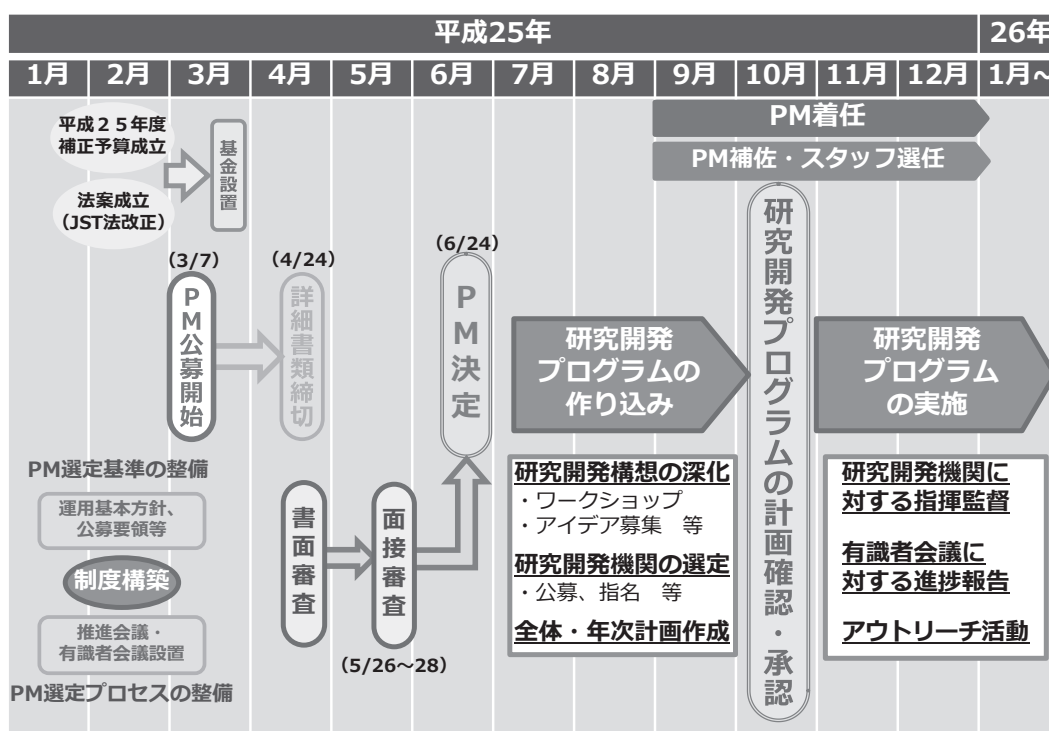 平成25年
26年
1月
2月
3月
4月
5月
6月
7月
8月
9月
10月
11月
12月
1月~
平成２５年度
補正予算成立
法案成立
（JST法改正）
基金設置
PM着任
PM補佐・スタッフ選任
（3/7）
PM公募開始
（4/24）
詳細書類締切
（6/24）
PM決定
研究開発
プログラムの
作り込み
研究開発プログラムの計画確認・承認
研究開発
プログラム
の実施
PM選定基準の整備
運用基本方針、
公募要領等
制度構築
推進会議・
有識者会議設置
PM選定プロセスの整備
書面審査
面接審査
（5/26～28）
研究開発構想の深化
・ワークショップ
・アイデア募集　等
研究開発機関の選定
・公募、指名　等
全体・年次計画作成
研究開発機関に
対する指揮監督
有識者会議に
対する進捗報告
アウトリーチ活動